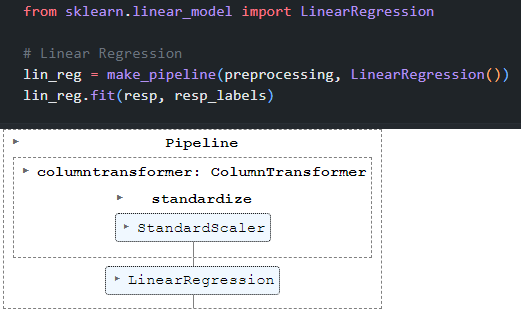 from sklearn.linear_model import LinearRegression
# Linear Regression
lin_reg = make_pipeline(preprocessing, LinearRegression())
lin_reg.fit(resp, resp_labels)
Pipeline
columntransformer: ColumnTransformer
standardize
StandardScaler
LinearRegression